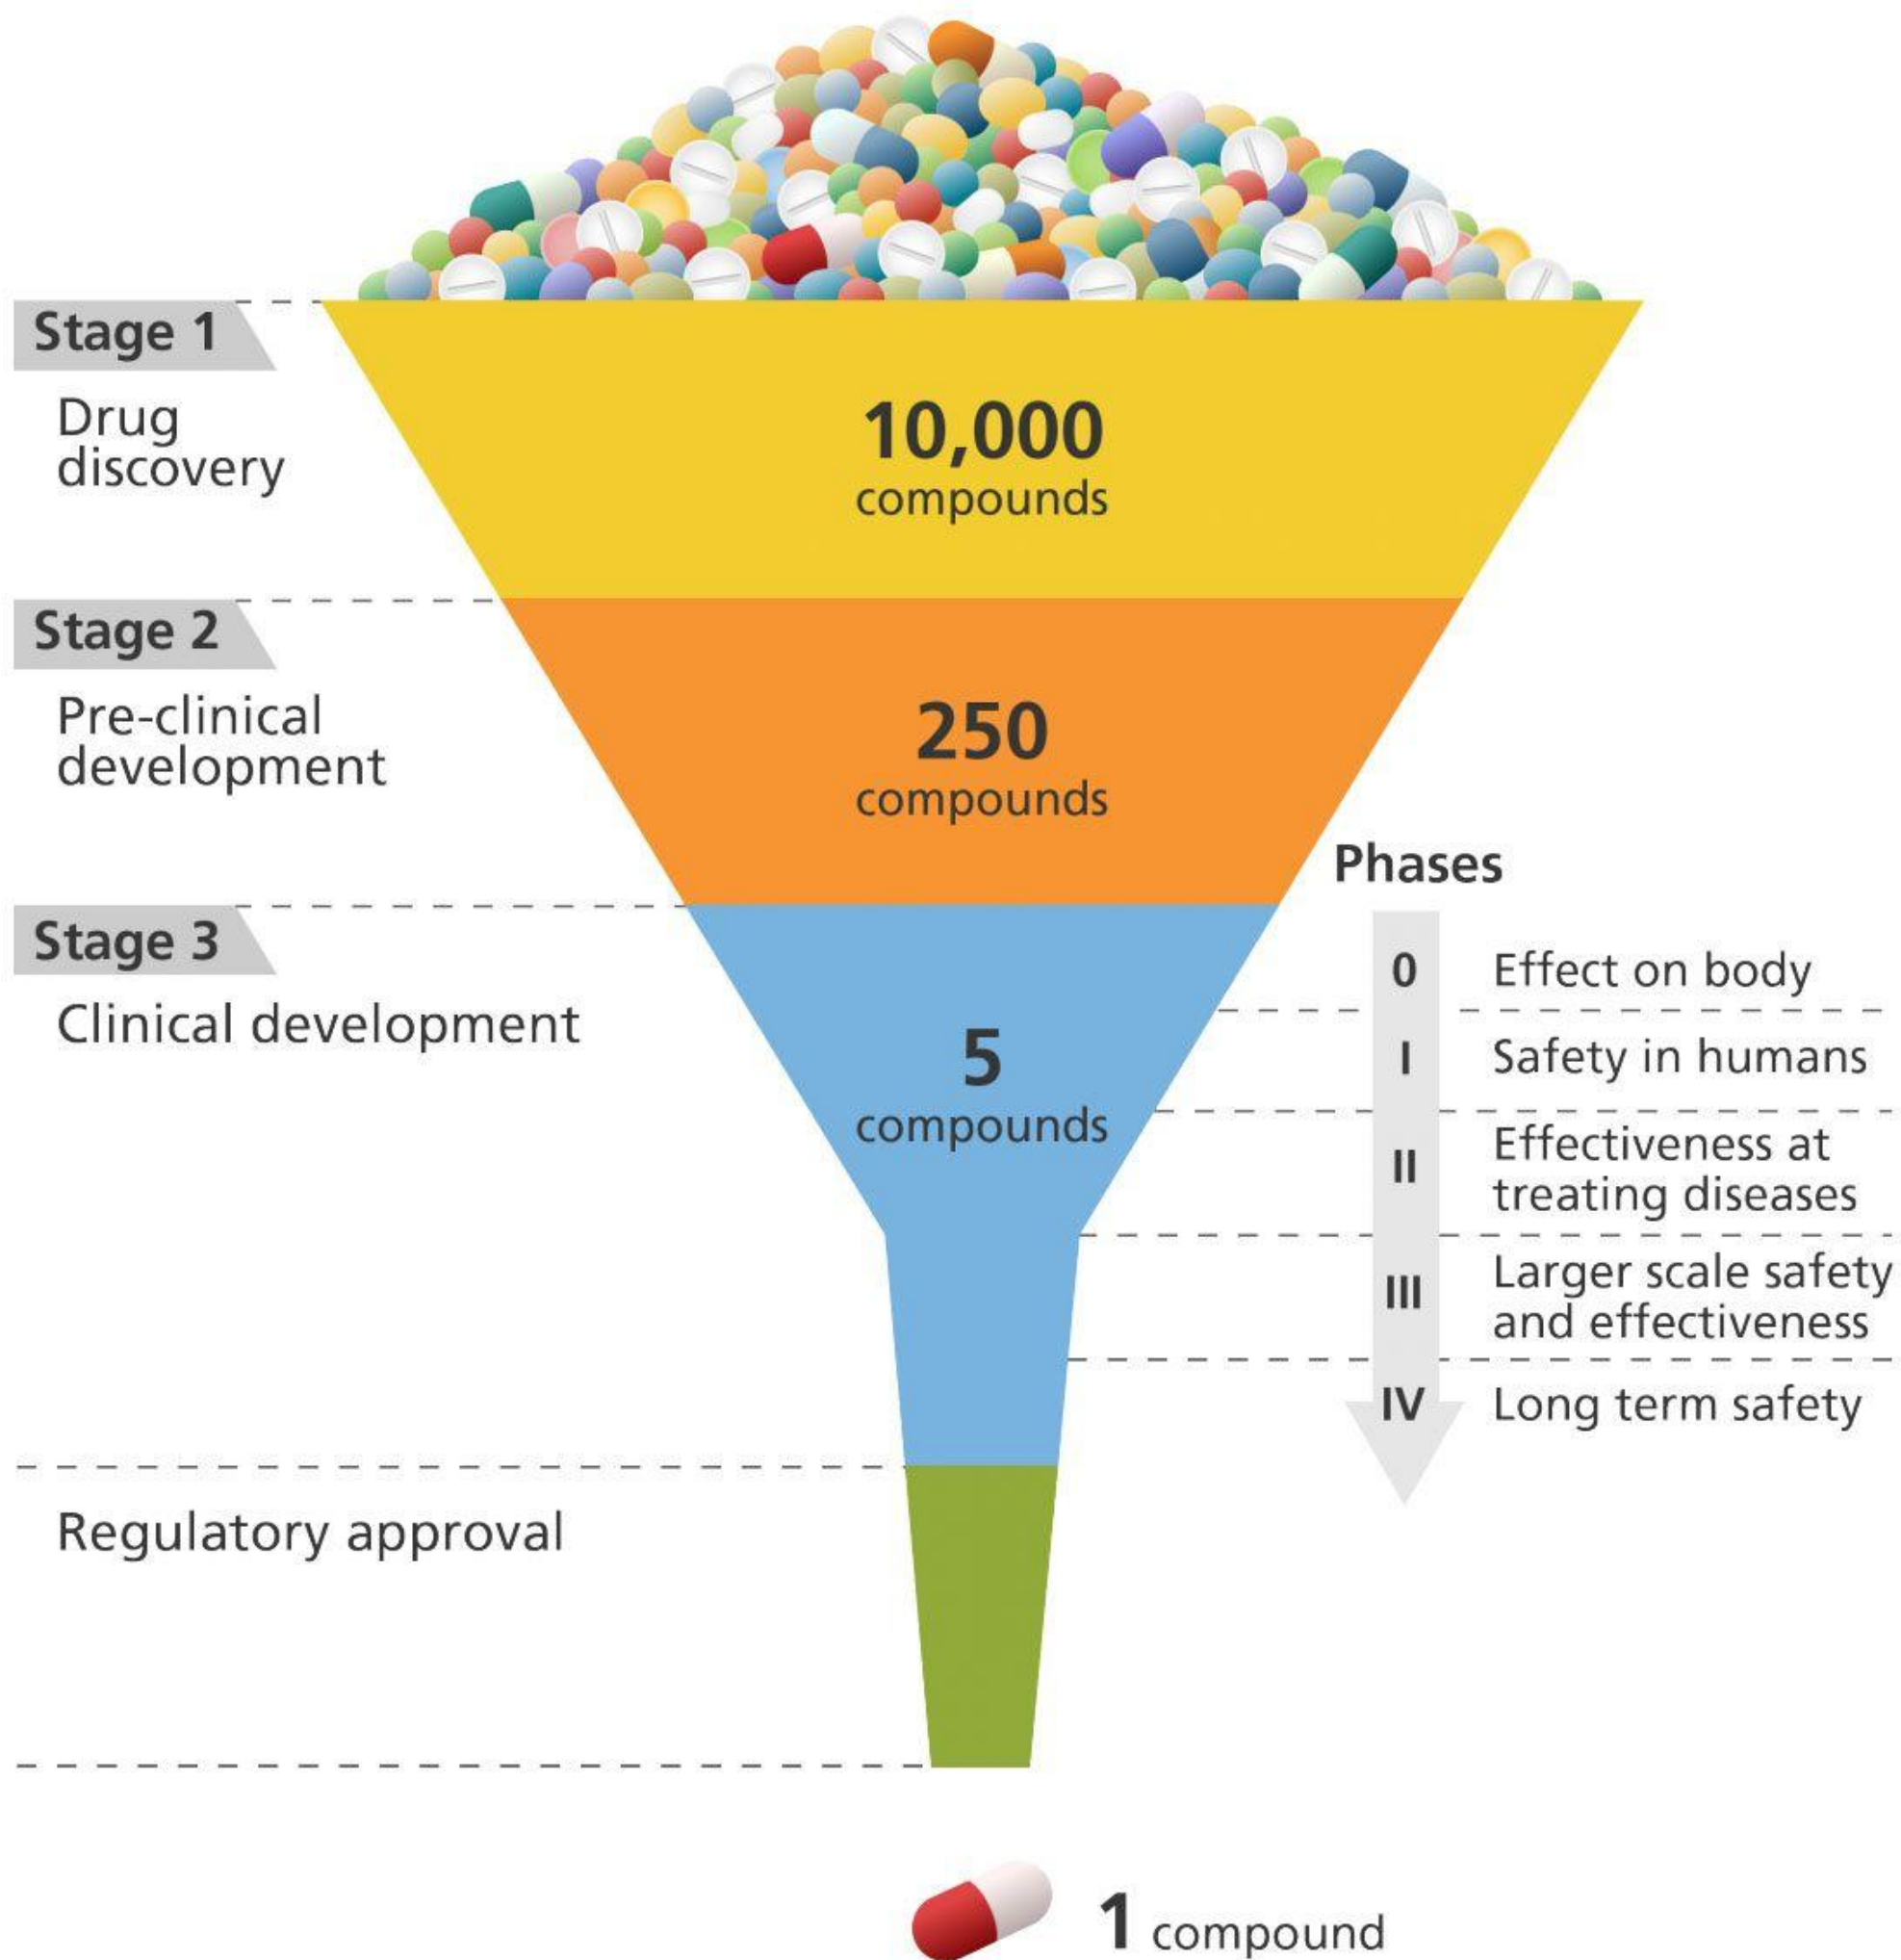 Stage 1
Drug
discovery
10,000
compounds
Stage 2
Pre-clinical
development
250
compounds
Stage 3
Clinical development
5
compounds
Phases
0 Effect on body
I Safety in humans
II Effectiveness at
treating diseases
III Larger scale safety
and effectiveness
IV Long term safety
Regulatory approval
1 compound